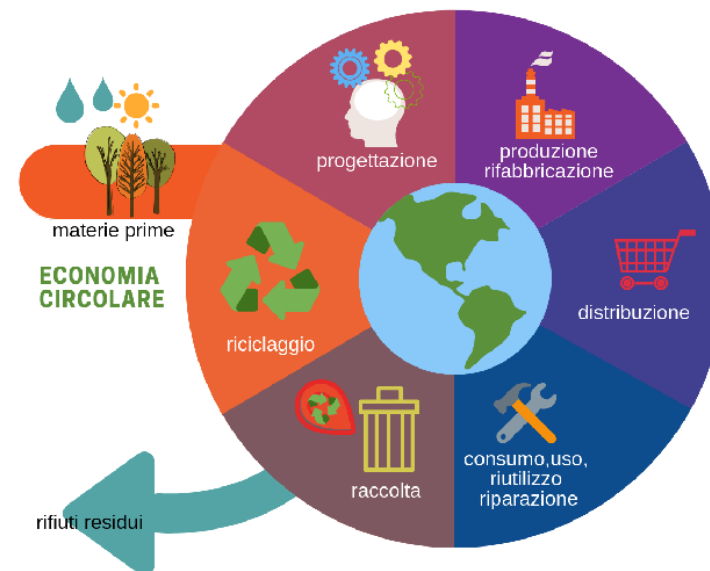 progettazione
produzione
rifabbricazione
materie prime
ECONOMIA
CIRCOLARE
distribuzione
riciclaggio
consumo,uso,
riutilizzo
riparazione
raccolta
rifiuti residui